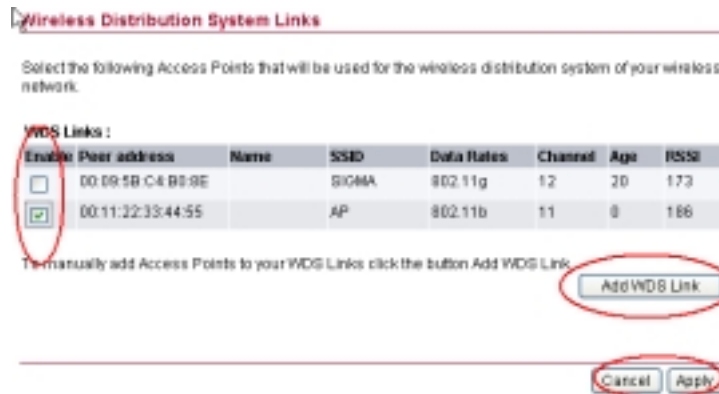 Wireless Distribution System Links
Select the following Access Points that will be used for the wireless distribution system of your wireless
network.
WDS Links :
Enable Peer address Name SSID Data Rates Channel Age RSSI
00:09:5B:C4:B0:8E SIGMA 802.11g 12 20 173
00:11:22:33:44:55 AP 802.11b 11 0 186
To manually add Access Points to your WDS Links click the button Add WDS Link
Add WDS Link
Cancel Apply